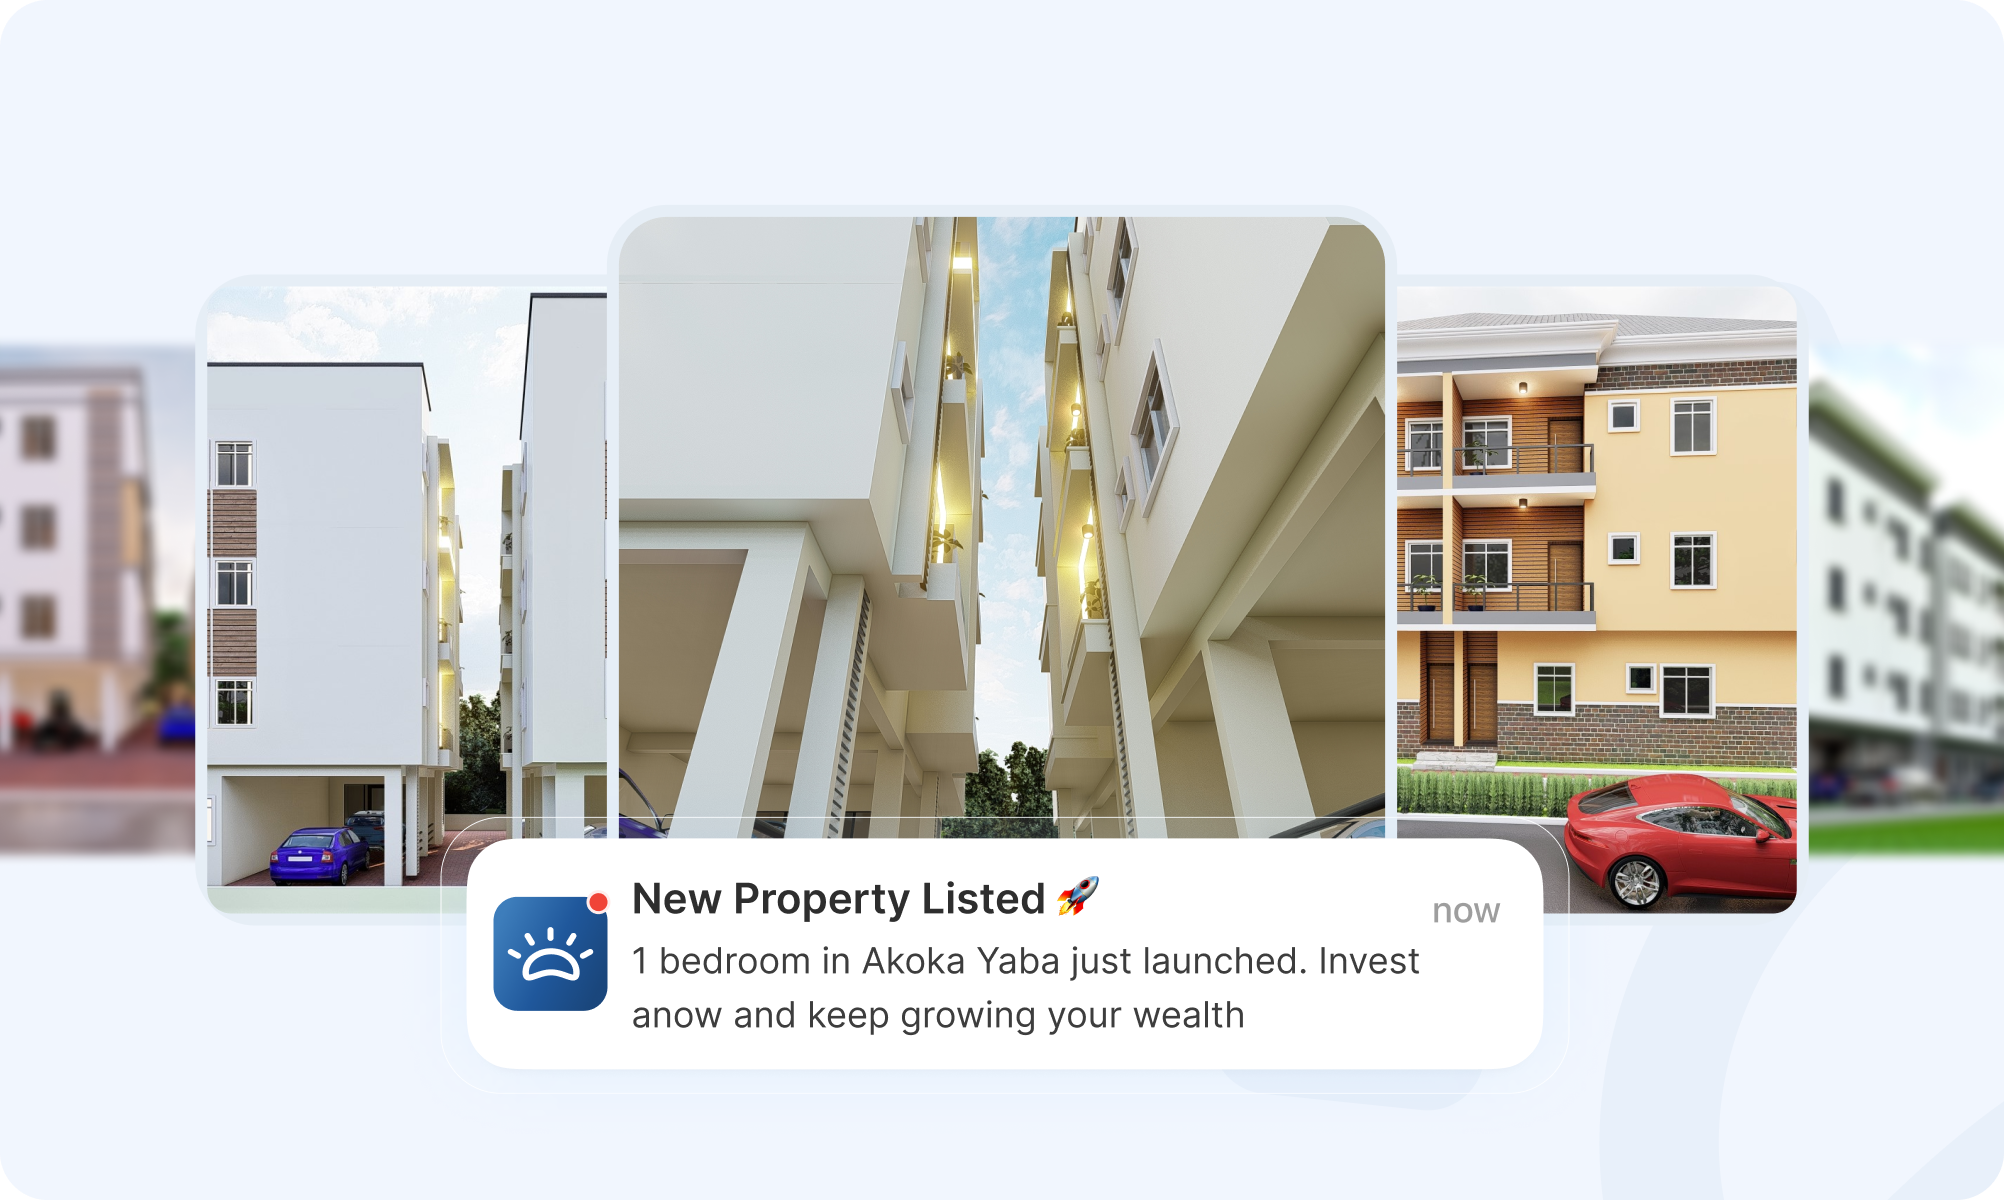 New Property Listed 🚀
now
1 bedroom in Akoka Yaba just launched. Invest
anow and keep growing your wealth